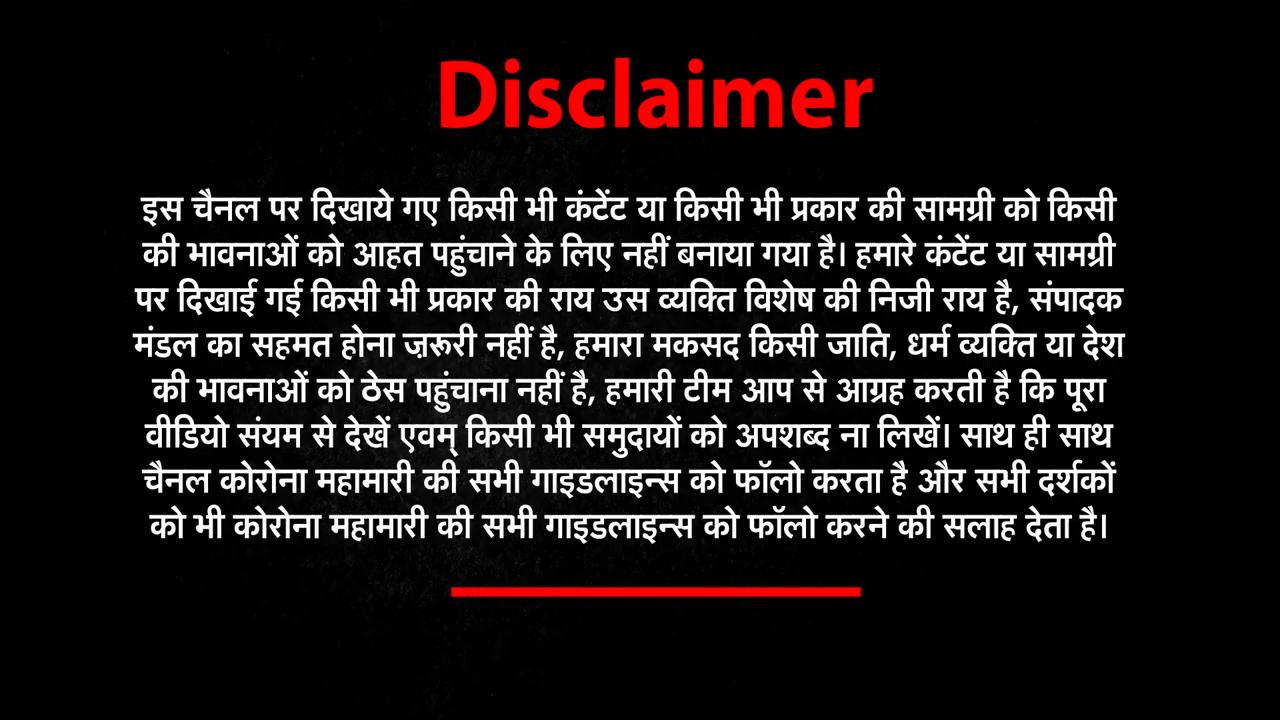 Disclaimer
इस चैनल पर दिखाये गए किसी भी कंटेंट या किसी भी प्रकार की सामग्री को किसी
की भावनाओं को आहत पहुंचाने के लिए नहीं बनाया गया है। हमारे कंटेंट या सामग्री
पर दिखाई गई किसी भी प्रकार की राय उस व्यक्ति विशेष की निजी राय है, संपादक
मंडल का सहमत होना ज़रूरी नहीं है, हमारा मकसद किसी जाति, धर्म व्यक्ति या देश
की भावनाओं को ठेस पहुंचाना नहीं है, हमारी टीम आप से आग्रह करती है कि पूरा
वीडियो संयम से देखें एवम् किसी भी समुदायों को अपशब्द ना लिखें। साथ ही साथ
चैनल कोरोना महामारी की सभी गाइडलाइन्स को फॉलो करता है और सभी दर्शकों
को भी कोरोना महामारी की सभी गाइडलाइन्स को फॉलो करने की सलाह देता है।